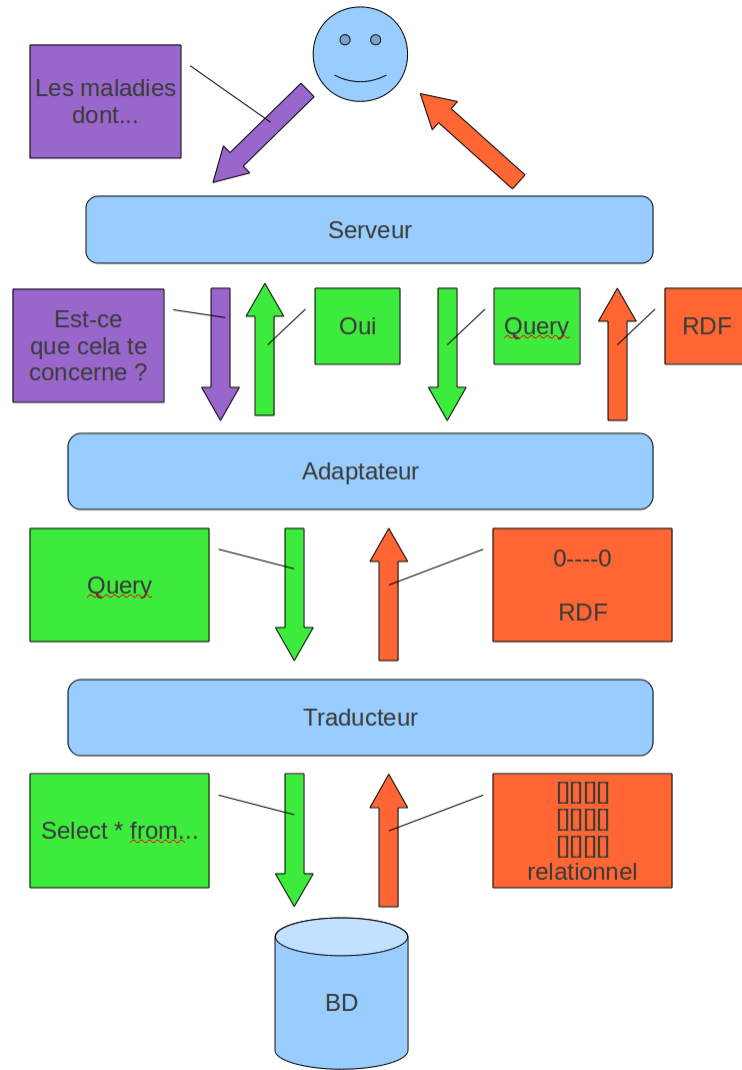 Les maladies
dont...
Serveur
Est-ce
que cela te
concerne ?
Oui
Query
RDF
Adaptateur
Query
0----0
RDF
Traducteur
Select * from...
▯▯▯▯
▯▯▯▯
▯▯▯▯
relationnel
BD